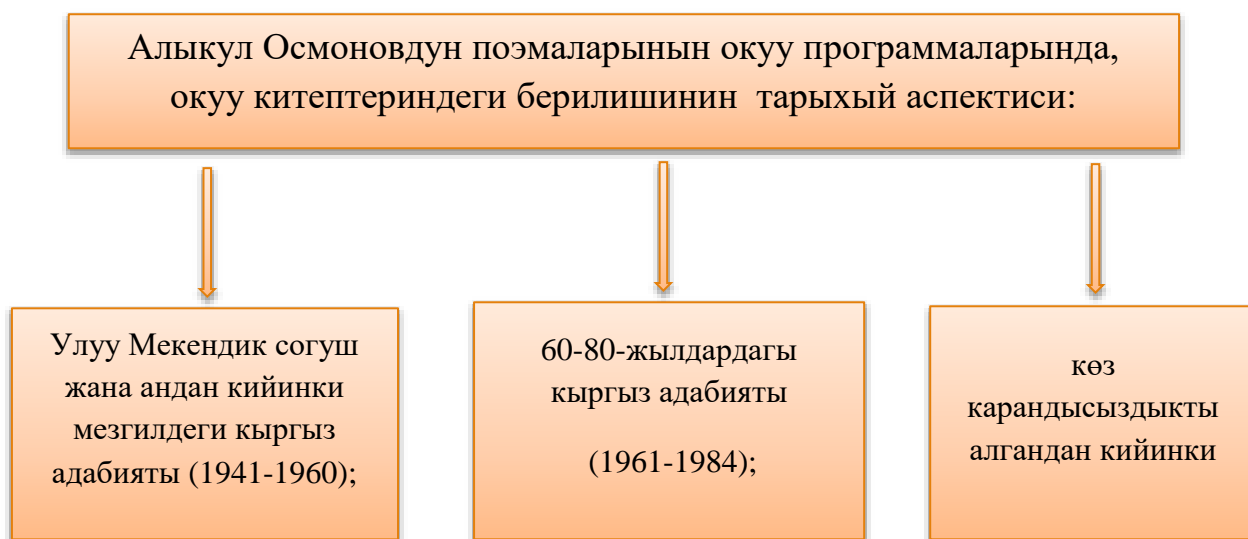 Алыкул Осмоновдун поэмаларынын окуу программаларында,
окуу китептериндеги берилишинин тарыхый аспектиси:
Улуу Мекендик согуш
жана андан кийинки
мезгилдеги кыргыз
адабияты (1941-1960);
60-80-жылдардагы
кыргыз адабияты
(1961-1984);
көз
карандысыздыкты
алгандан кийинки